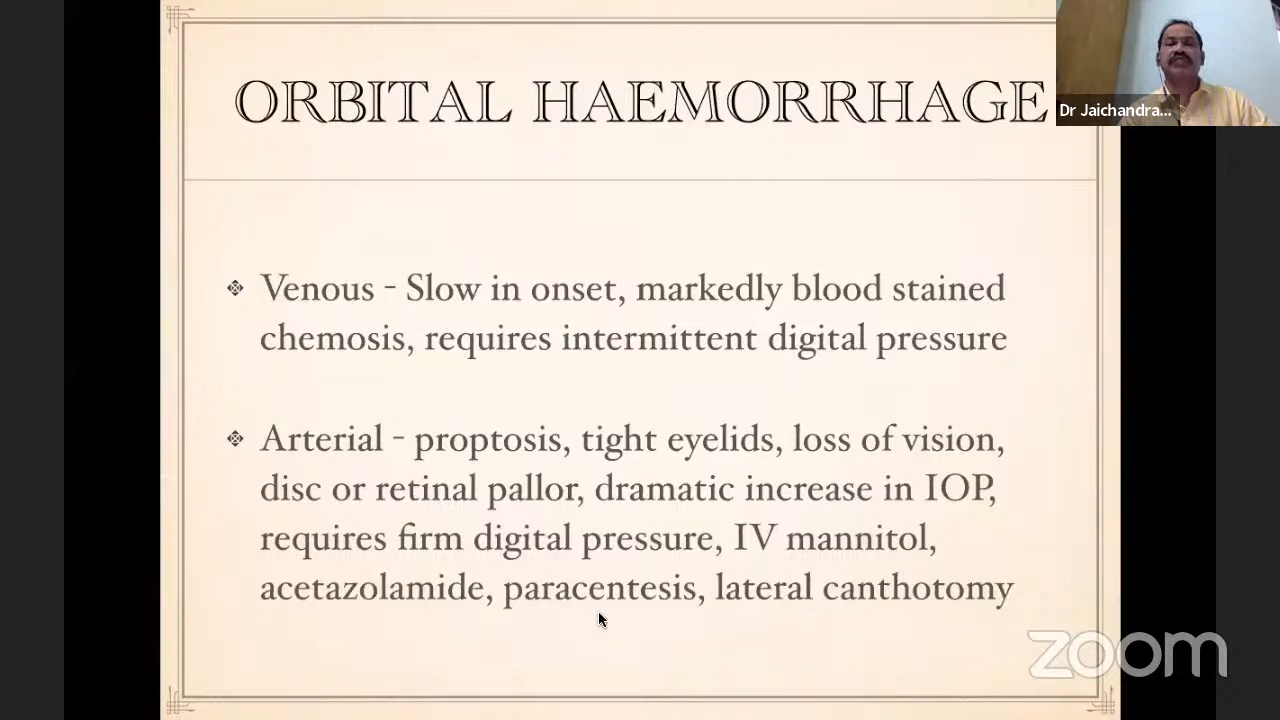 ORBITAL HAEMORRHAGE
Dr Jaichandra...
Venous - Slow in onset, markedly blood stained
chemosis, requires intermittent digital pressure
Arterial - proptosis, tight eyelids, loss of vision,
disc or retinal pallor, dramatic increase in IOP,
requires firm digital pressure, IV mannitol,
acetazolamide, paracentesis, lateral canthotomy
zoom